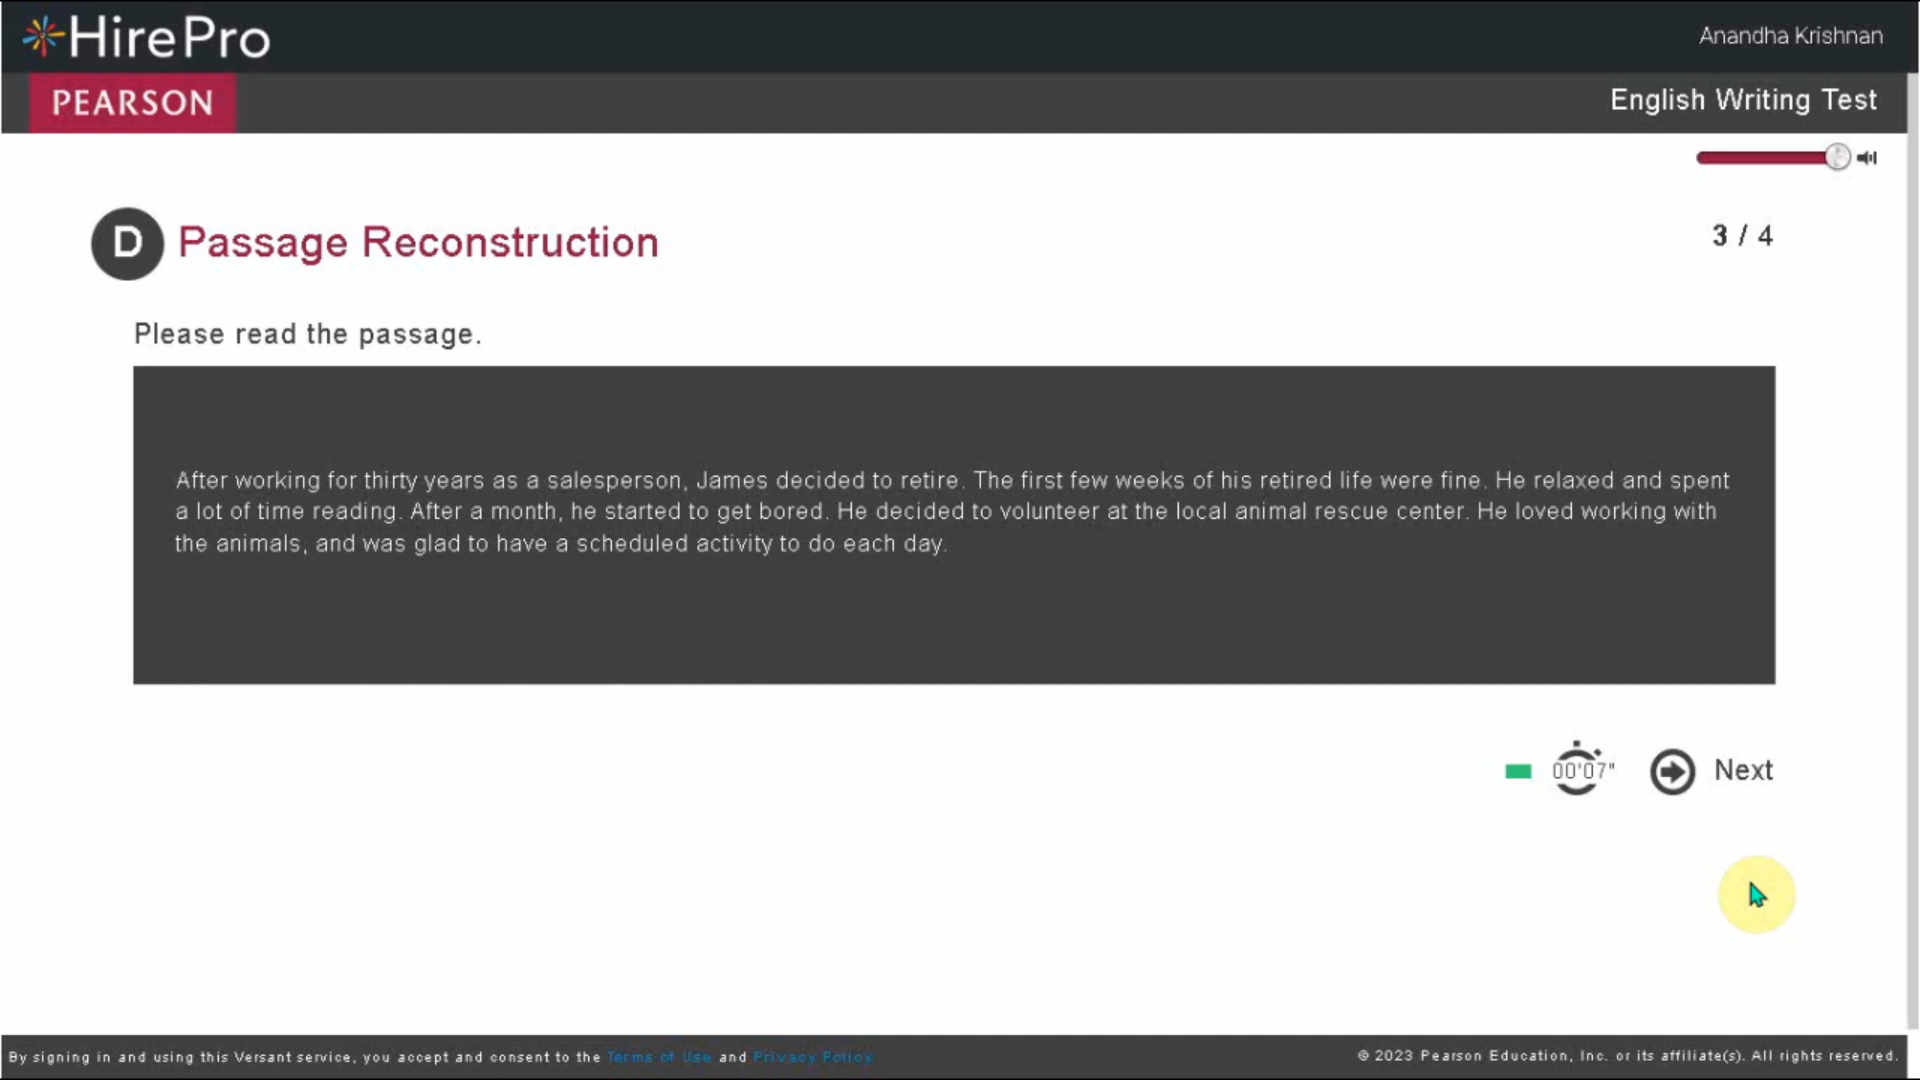 HirePro
Anandha Krishnan
PEARSON
English Writing Test
D Passage Reconstruction
3 / 4
Please read the passage.
After working for thirty years as a salesperson, James decided to retire. The first few weeks of his retired life were fine. He relaxed and spent
a lot of time reading. After a month, he started to get bored. He decided to volunteer at the local animal rescue center. He loved working with
the animals, and was glad to have a scheduled activity to do each day.
00'07"
Next
By signing in and using this Versant service, you accept and consent to the Terms of Use and Privacy Policy
© 2023 Pearson Education, Inc. or its affiliate(s). All rights reserved.